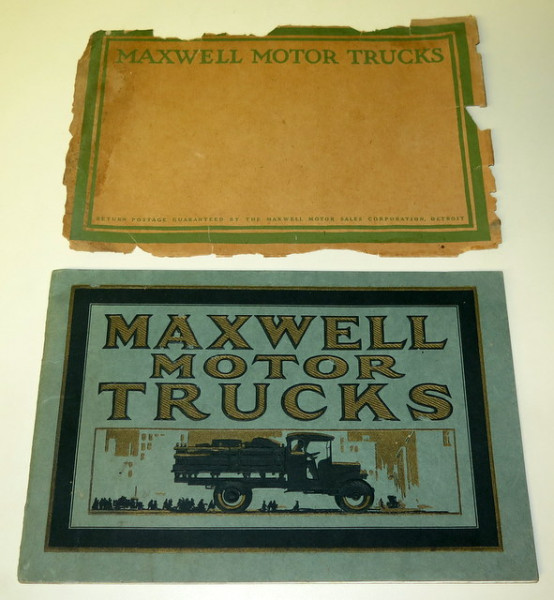 MAXWELL MOTOR TRUCKS
RETURN POSTAGE GUARANTEED BY THE MAXWELL MOTOR SALES CORPORATION, DETROIT
MAXWELL
MOTOR
TRUCKS